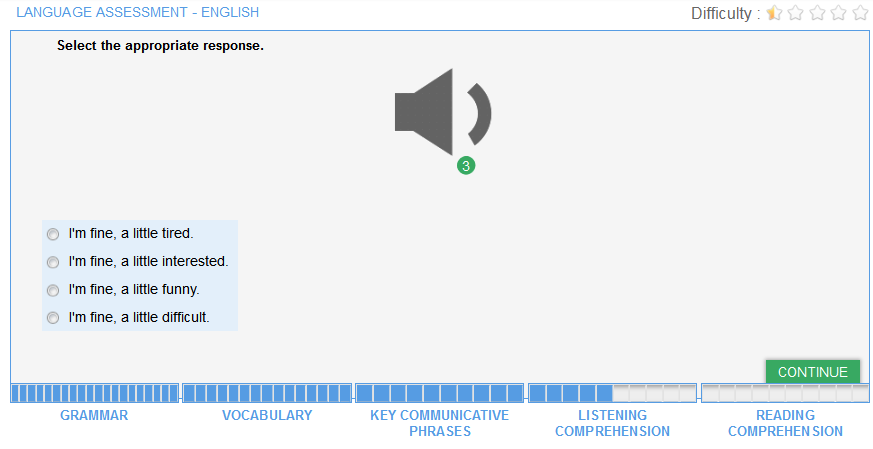 LANGUAGE ASSESSMENT - ENGLISH
Difficulty :
Select the appropriate response.
3
I'm fine, a little tired.
I'm fine, a little interested.
I'm fine, a little funny.
I'm fine, a little difficult.
CONTINUE
GRAMMAR
VOCABULARY
KEY COMMUNICATIVE
PHRASES
LISTENING
COMPREHENSION
READING
COMPREHENSION